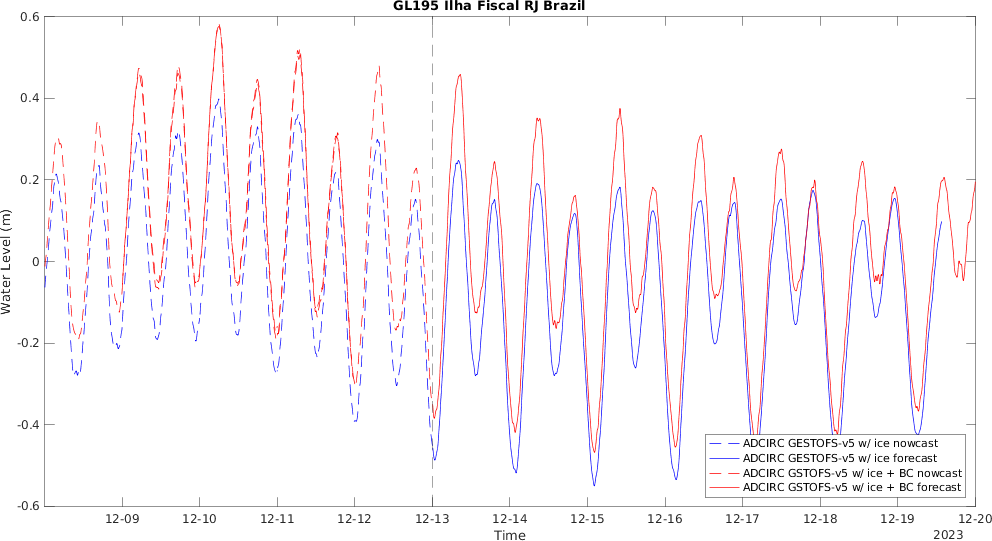 GL195 Ilha Fiscal RJ Brazil
0.6
0.4
0.2
0
-0.2
-0.4
-0.6
Water Level (m)
12-09
12-10
12-11
12-12
12-13
12-14
12-15
12-16
12-17
12-18
12-19
12-20
2023
Time
ADCIRC GESTOFS-v5 w/ ice nowcast
ADCIRC GESTOFS-v5 w/ ice forecast
ADCIRC GSTOFS-v5 w/ ice + BC nowcast
ADCIRC GSTOFS-v5 w/ ice + BC forecast